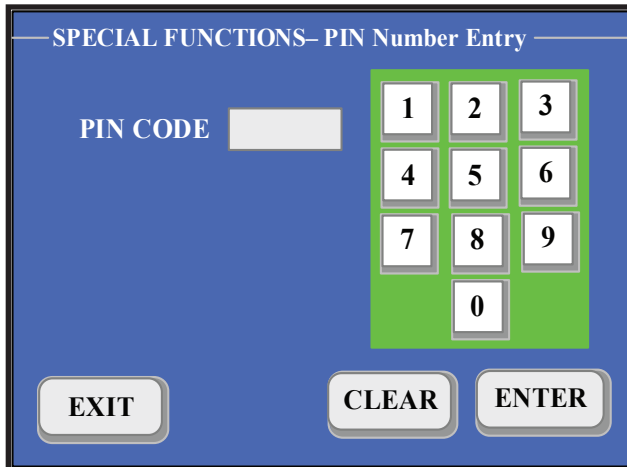 SPECIAL FUNCTIONS– PIN Number Entry
PIN CODE
1 2 3
4 5 6
7 8 9
0
EXIT CLEAR ENTER